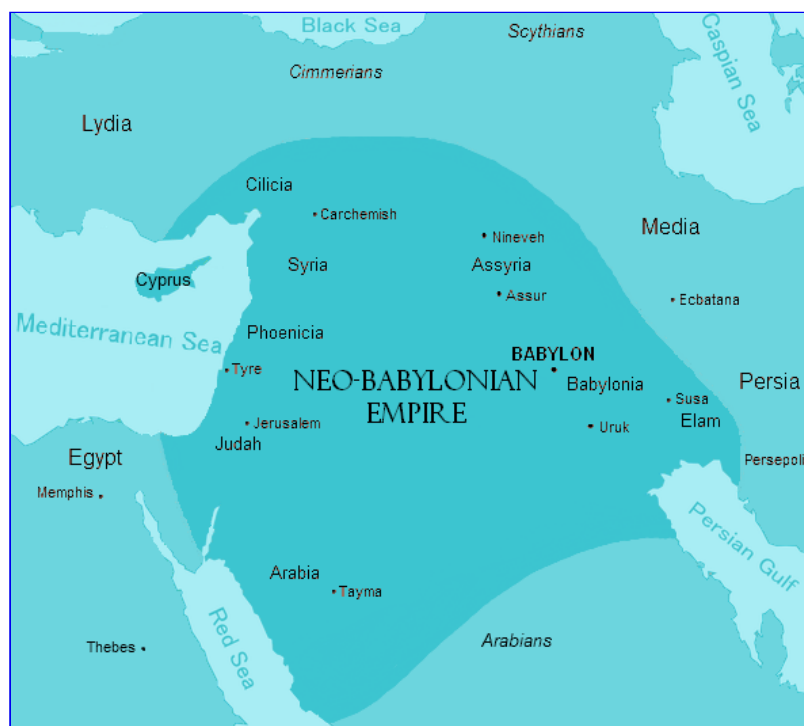 Black Sea
Scythians
Caspian Sea
Cimmerians
Lydia
Cilicia
Carchemish
Media
Nineveh
Syria
Assyria
Cyprus
Assur
Ecbatana
Mediterranean Sea
Phoenicia
BABYLON
Tyre
NEO-BABYLONIAN
EMPIRE
Babylonia
Persia
Susa
Elam
Jerusalem
Judah
Uruk
Egypt
Persepoli
Memphis
Persian Gulf
Arabia
Tayma
Red Sea
Thebes
Arabians